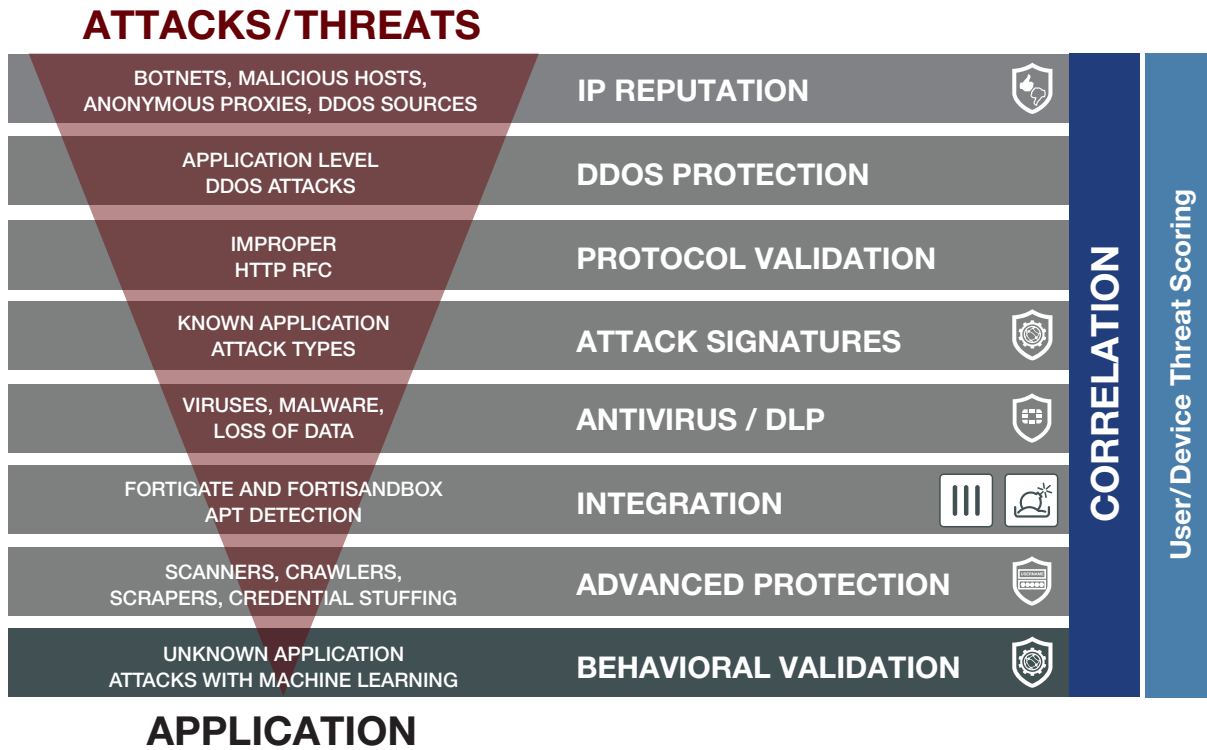 ATTACKS/THREATS
BOTNETS, MALICIOUS HOSTS,
ANONYMOUS PROXIES, DDOS SOURCES
IP REPUTATION
APPLICATION LEVEL
DDOS ATTACKS
DDOS PROTECTION
IMPROPER
HTTP RFC
PROTOCOL VALIDATION
KNOWN APPLICATION
ATTACK TYPES
ATTACK SIGNATURES
VIRUSES, MALWARE,
LOSS OF DATA
ANTIVIRUS / DLP
FORTIGATE AND FORTISANDBOX
APT DETECTION
INTEGRATION
SCANNERS, CRAWLERS,
SCRAPERS, CREDENTIAL STUFFING
ADVANCED PROTECTION
USERNAME
UNKNOWN APPLICATION
ATTACKS WITH MACHINE LEARNING
BEHAVIORAL VALIDATION
CORRELATION
User/Device Threat Scoring
APPLICATION